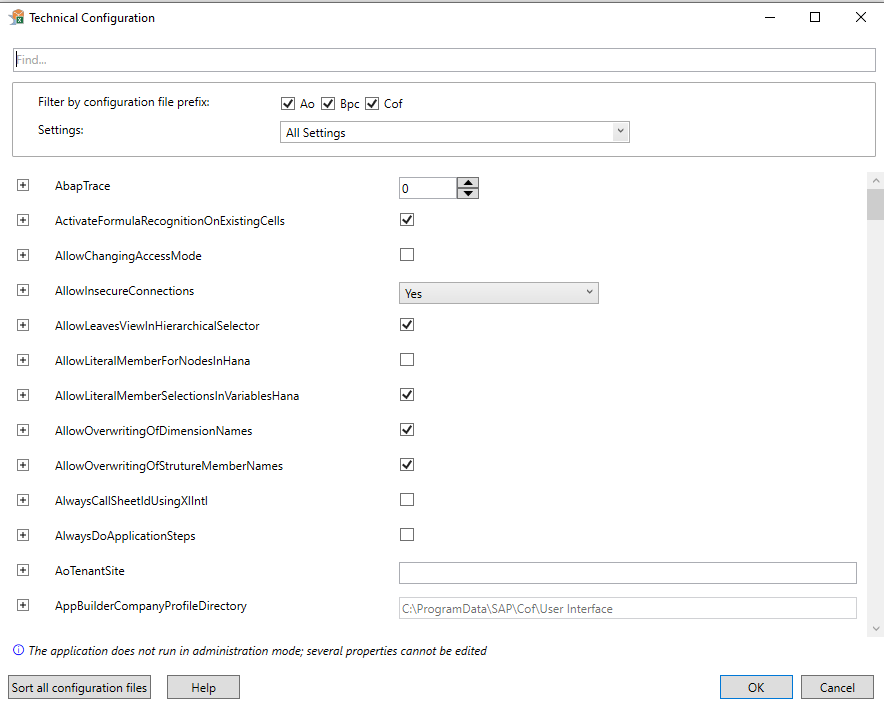 Technical Configuration
Find...
Filter by configuration file prefix:
Ao Bpc Cof
Settings:
All Settings
AbapTrace
0
ActivateFormulaRecognitionOnExistingCells
AllowChangingAccessMode
AllowInsecureConnections
Yes
AllowLeavesViewInHierarchicalSelector
AllowLiteralMemberForNodesInHana
AllowLiteralMemberSelectionsInVariablesHana
AllowOverwritingOfDimensionNames
AllowOverwritingOfStrutureMemberNames
AlwaysCallSheetIdUsingXlIntl
AlwaysDoApplicationSteps
AoTenantSite
AppBuilderCompanyProfileDirectory
C:\ProgramData\SAP\Cof\User Interface
The application does not run in administration mode; several properties cannot be edited
Sort all configuration files
Help
OK
Cancel